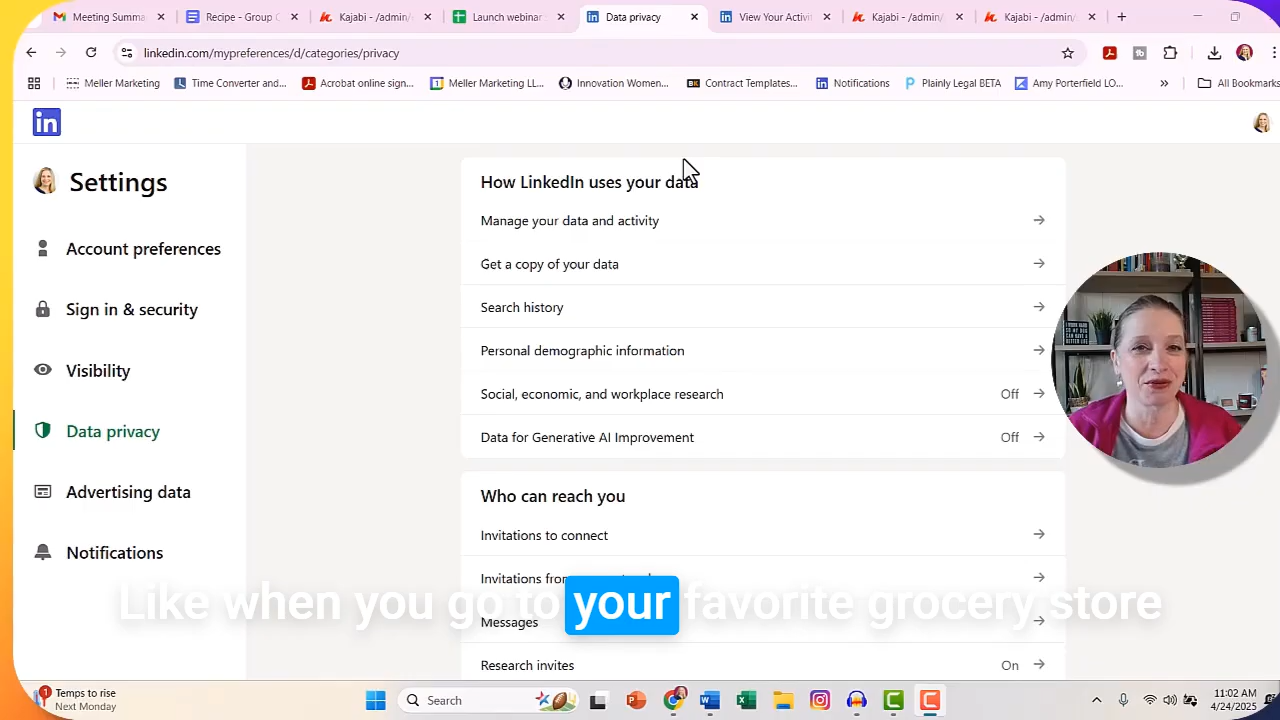 Meeting Summa
Recipe - Group C
Kajabi - /admin/c
Launch webinar
Data privacy
View Your Activi
Kajabi - /admin/
Kajabi - /admin/
linkedin.com/mypreferences/d/categories/privacy
Meller Marketing
Time Converter and...
Acrobat online sign...
Meller Marketing LL...
Innovation Women...
Contract Templates...
Notifications
Plainly Legal BETA
Amy Porterfield LO...
All Bookmarks
in
Settings
Account preferences
Sign in & security
Visibility
Data privacy
Advertising data
Notifications
How LinkedIn uses your data
Manage your data and activity
Get a copy of your data
Search history
Personal demographic information
Social, economic, and workplace research Off
Data for Generative AI Improvement Off
Who can reach you
Invitations to connect
Invitations from
Like when you go to your favorite grocery store
Messages
Research invites On
1
Temps to rise
Next Monday
Search
11:02 AM
4/24/2025